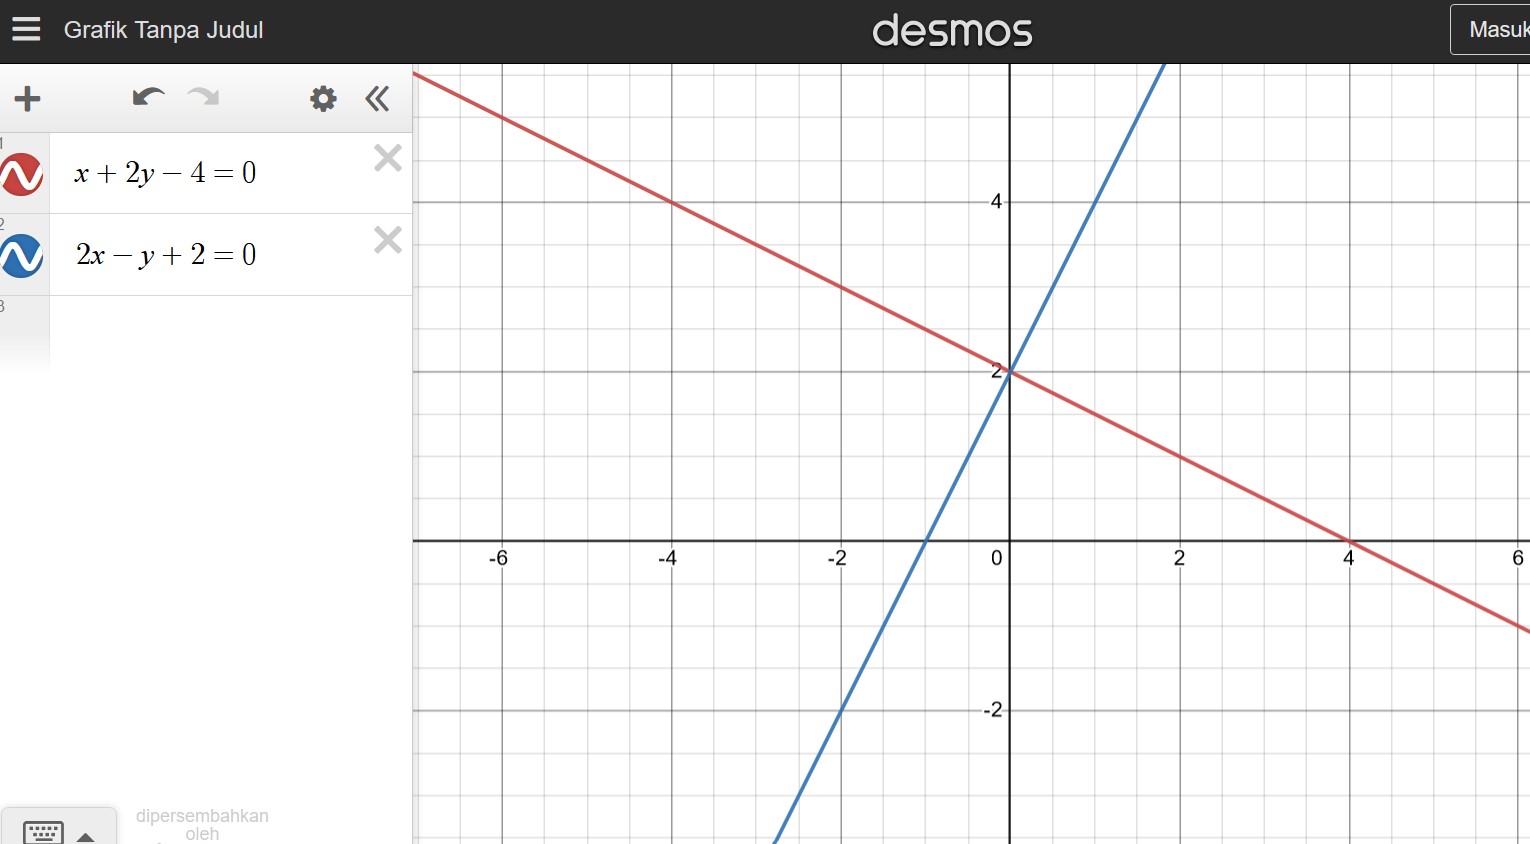 Grafik Tanpa Judul
desmos
Masuk
1
x + 2y − 4 = 0
2
2x − y + 2 = 0
3
4
2
-6 -4 -2 0 2 4 6
-2
dipersembahkan
oleh